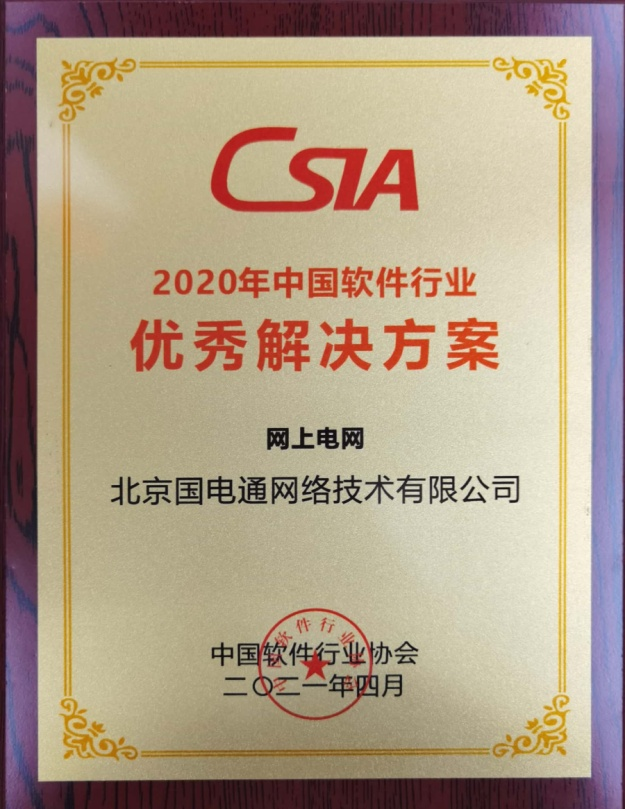 CSIA
2020年中国软件行业
优秀解决方案
网上电网
北京国电通网络技术有限公司
中国软件行业协会
二〇二一年四月